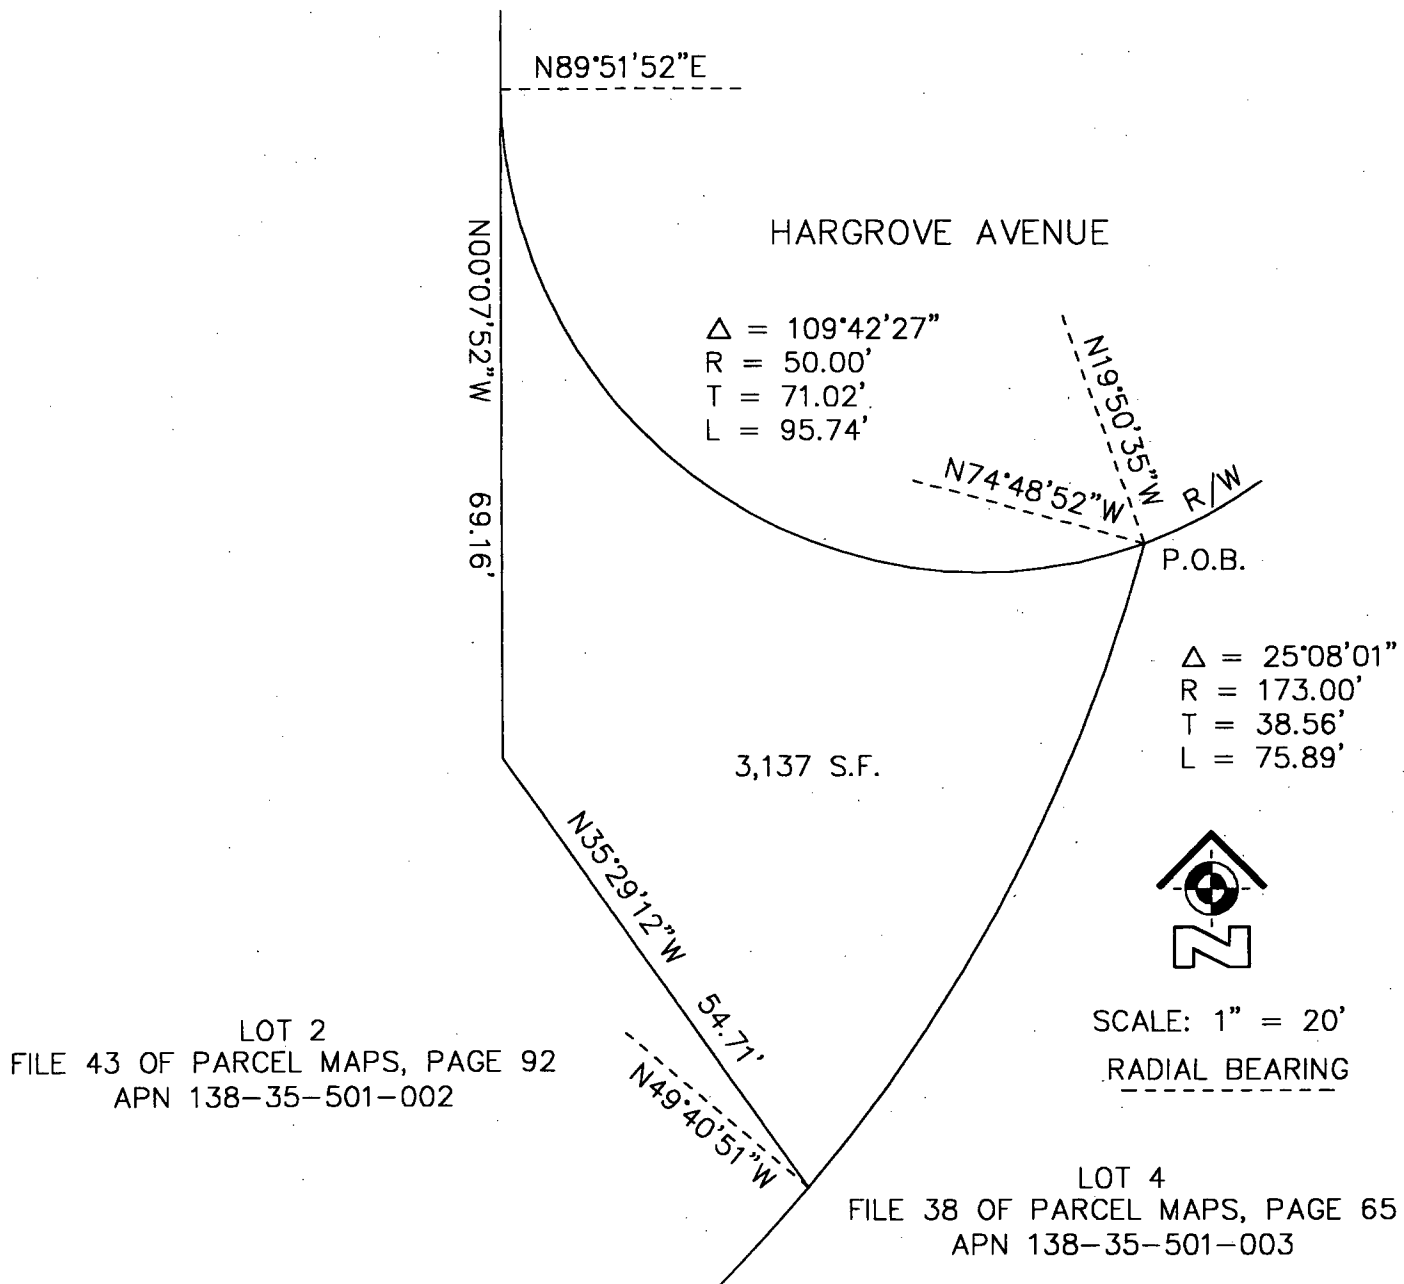 N89°51'52"E
HARGROVE AVENUE
N00°07'52"W 69.16'
Δ = 109°42'27"
R = 50.00'
T = 71.02'
L = 95.74'
N19°50'35"W
N74°48'52"W
R/W
P.O.B.
Δ = 25°08'01"
R = 173.00'
T = 38.56'
L = 75.89'
3,137 S.F.
N35°29'12"W 54.71'
N
SCALE: 1" = 20'
RADIAL BEARING
LOT 2
FILE 43 OF PARCEL MAPS, PAGE 92
APN 138-35-501-002
N49°40'51"W
LOT 4
FILE 38 OF PARCEL MAPS, PAGE 65
APN 138-35-501-003